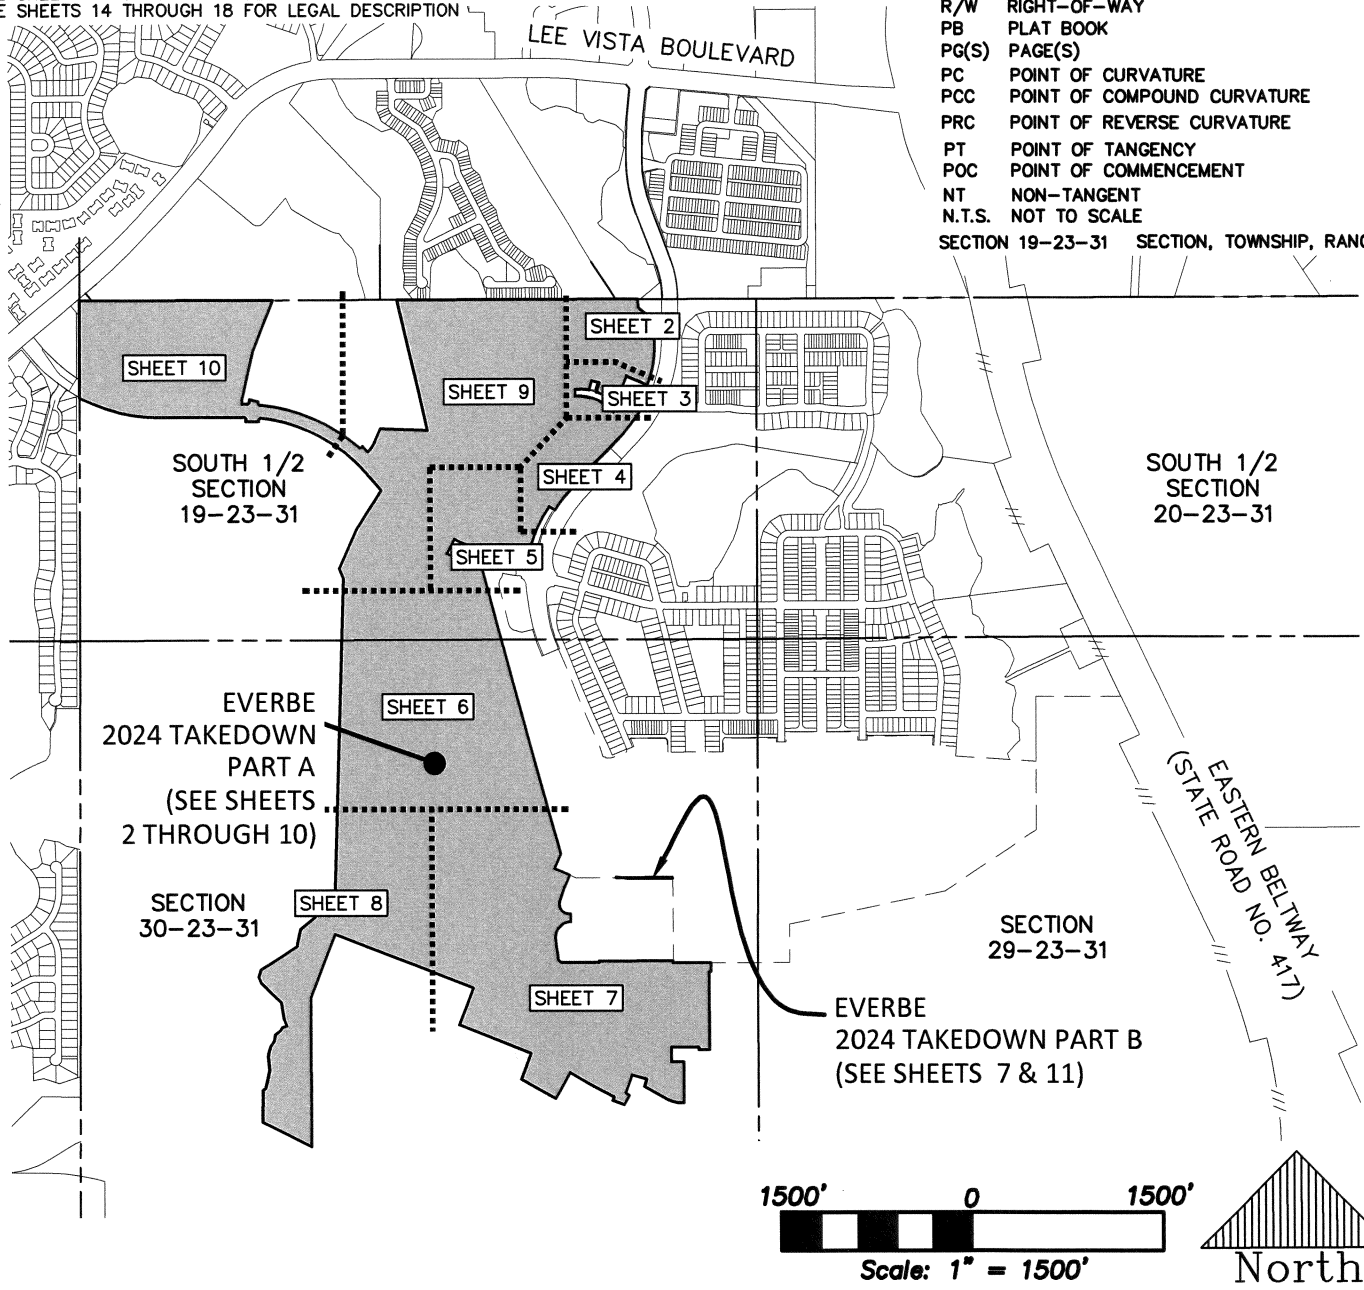 E SHEETS 14 THROUGH 18 FOR LEGAL DESCRIPTION
R/W RIGHT-OF-WAY
PB PLAT BOOK
PG(S) PAGE(S)
PC POINT OF CURVATURE
PCC POINT OF COMPOUND CURVATURE
PRC POINT OF REVERSE CURVATURE
PT POINT OF TANGENCY
POC POINT OF COMMENCEMENT
NT NON-TANGENT
N.T.S. NOT TO SCALE
SECTION 19-23-31 SECTION, TOWNSHIP, RANG
LEE VISTA BOULEVARD
SHEET 2
SHEET 10
SHEET 9
SHEET 3
SOUTH 1/2
SECTION
19-23-31
SHEET 4
SOUTH 1/2
SECTION
20-23-31
SHEET 5
SHEET 6
EVERBE
2024 TAKEDOWN
PART A
(SEE SHEETS
2 THROUGH 10)
EASTERN BELTWAY
(STATE ROAD NO. 417)
SECTION
30-23-31
SHEET 8
SECTION
29-23-31
SHEET 7
EVERBE
2024 TAKEDOWN PART B
(SEE SHEETS 7 & 11)
1500' 0 1500'
Scale: 1" = 1500'
North